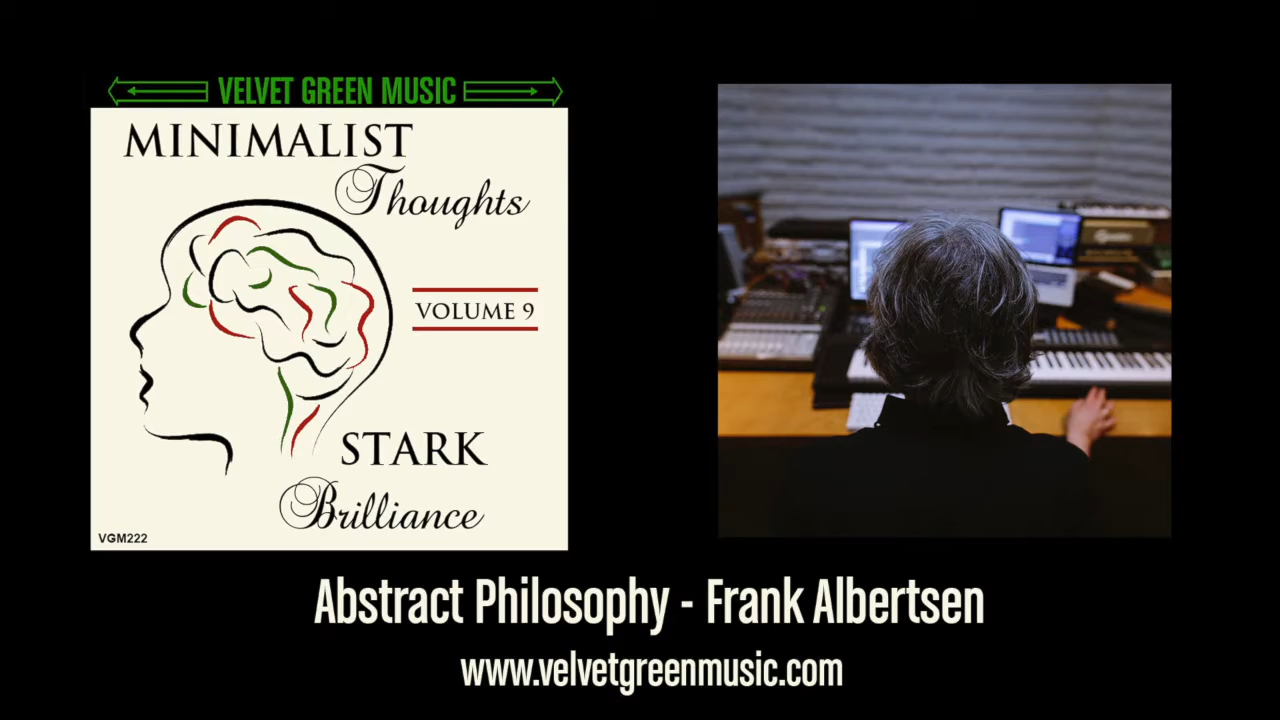 VELVET GREEN MUSIC
MINIMALIST
Thoughts
VOLUME 9
STARK
Brilliance
VGM222
Abstract Philosophy - Frank Albertsen
www.velvetgreenmusic.com